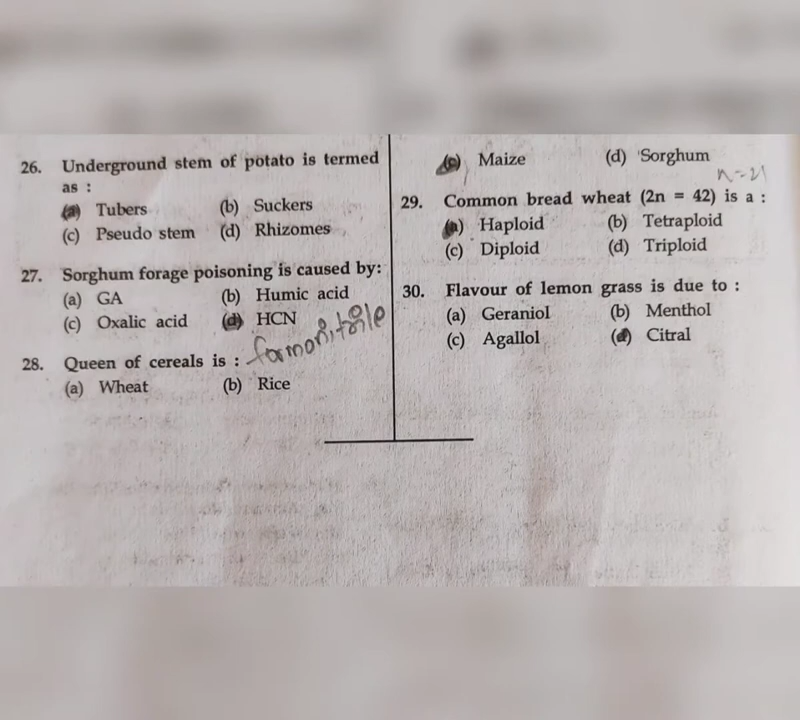 26. Underground stem of potato is termed
as :
(a) Tubers (b) Suckers
(c) Pseudo stem (d) Rhizomes
27. Sorghum forage poisoning is caused by:
(a) GA (b) Humic acid
(c) Oxalic acid (d) HCN
formonitrile
28. Queen of cereals is :
(a) Wheat (b) Rice
(c) Maize (d) Sorghum
n=21
29. Common bread wheat (2n = 42) is a :
(a) Haploid (b) Tetraploid
(c) Diploid (d) Triploid
30. Flavour of lemon grass is due to :
(a) Geraniol (b) Menthol
(c) Agallol (d) Citral